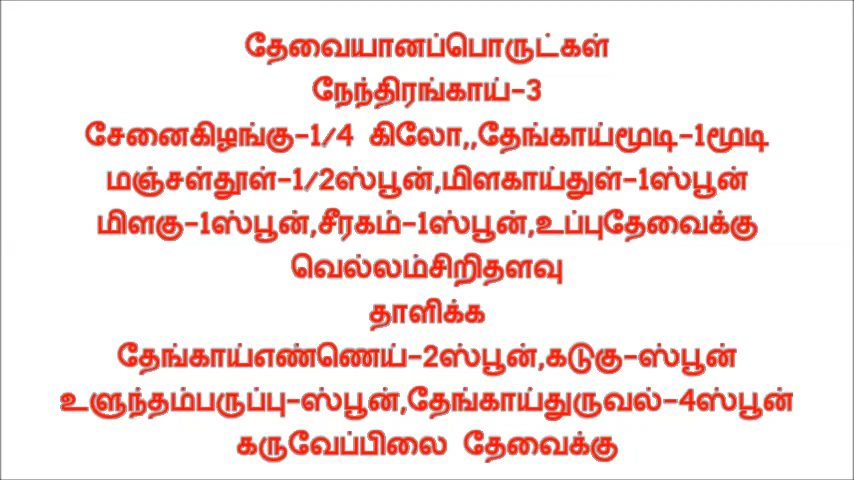 தேவையானப்பொருட்கள்
நேந்திரங்காய்-3
சேனைகிழங்கு-1/4 கிலோ,,தேங்காய்மூடி-1மூடி
மஞ்சள்தூள்-1/2ஸ்பூன்,மிளகாய்துள்-1ஸ்பூன்
மிளகு-1ஸ்பூன்,சீரகம்-1ஸ்பூன்,உப்புதேவைக்கு
வெல்லம்சிறிதளவு
தாளிக்க
தேங்காய்எண்ணெய்-2ஸ்பூன்,கடுகு-ஸ்பூன்
உளுந்தம்பருப்பு-ஸ்பூன்,தேங்காய்துருவல்-4ஸ்பூன்
கருவேப்பிலை தேவைக்கு